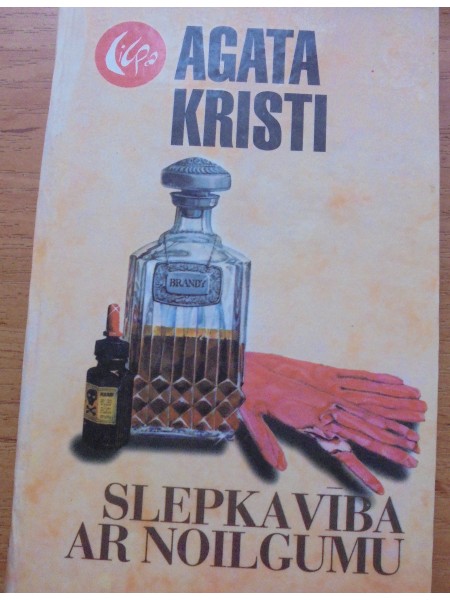 AGATA
KRISTI
BRANDY
SLEPKAVĪBA
AR NOILGUMU